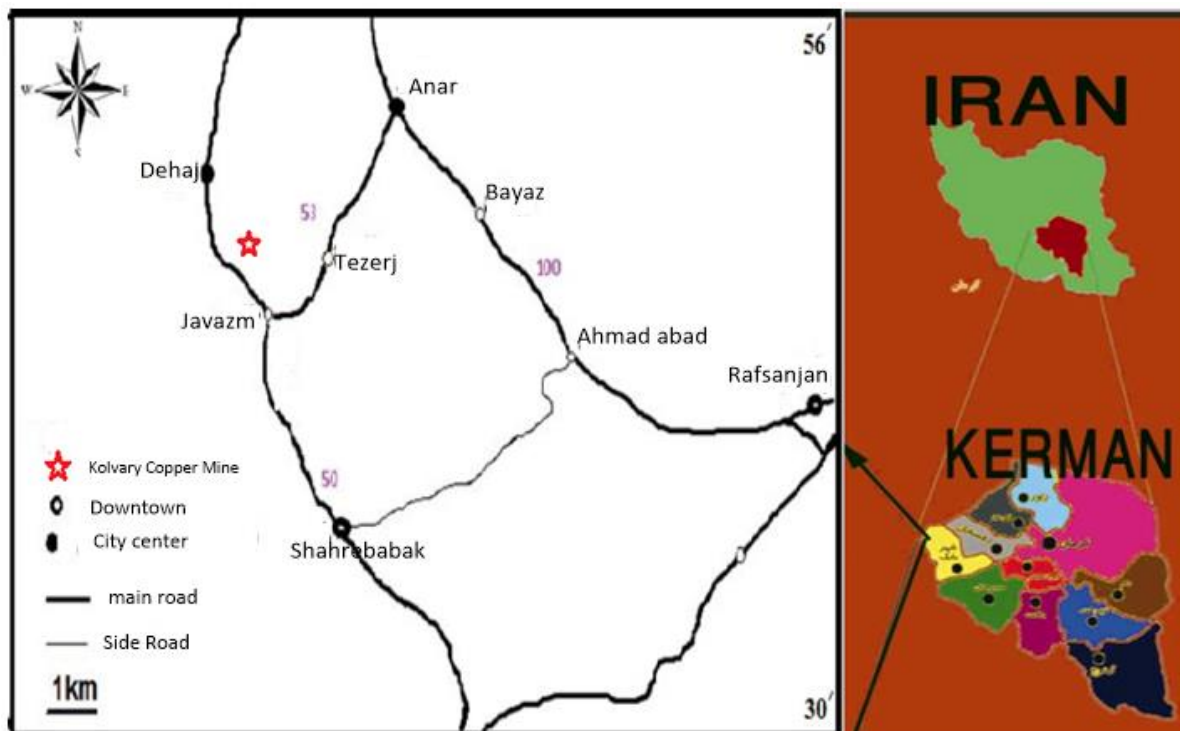 N
W
E
S
56′
Anar
Dehaj
Bayaz
53
Tezerj
100
Javazm
Ahmad abad
Rafsanjan
50
Shahrebabak
Kolvary Copper Mine
Downtown
City center
main road
Side Road
1km
30′
IRAN
KERMAN